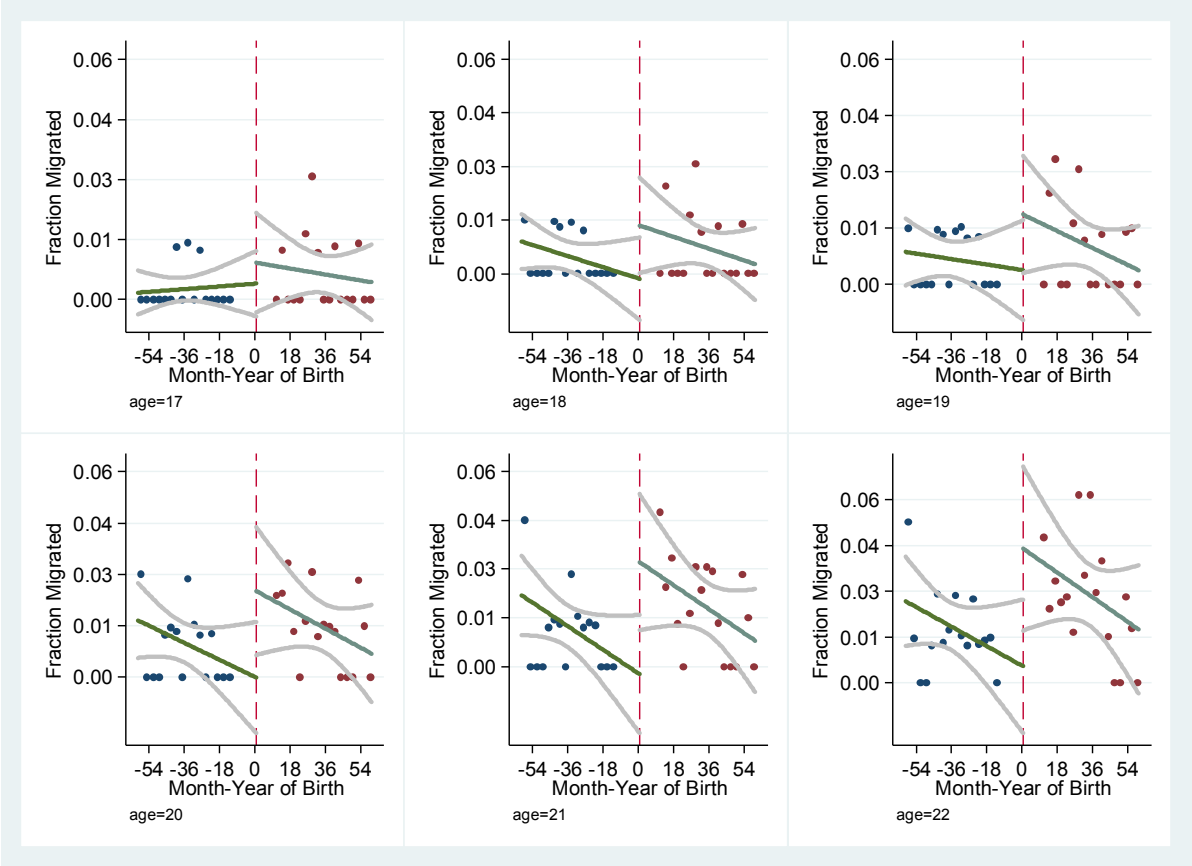 Fraction Migrated
0.06
0.04
0.03
0.01
0.00
-54 -36 -18 0 18 36 54
Month-Year of Birth
age=17
Fraction Migrated
0.06
0.04
0.03
0.01
0.00
-54 -36 -18 0 18 36 54
Month-Year of Birth
age=18
Fraction Migrated
0.06
0.04
0.03
0.01
0.00
-54 -36 -18 0 18 36 54
Month-Year of Birth
age=19
Fraction Migrated
0.06
0.04
0.03
0.01
0.00
-54 -36 -18 0 18 36 54
Month-Year of Birth
age=20
Fraction Migrated
0.06
0.04
0.03
0.01
0.00
-54 -36 -18 0 18 36 54
Month-Year of Birth
age=21
Fraction Migrated
0.06
0.04
0.03
0.01
0.00
-54 -36 -18 0 18 36 54
Month-Year of Birth
age=22